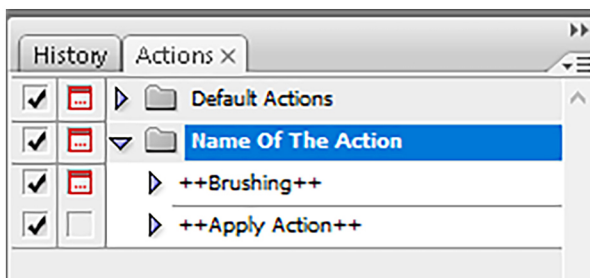 History Actions ×
Default Actions
Name Of The Action
++Brushing++
++Apply Action++